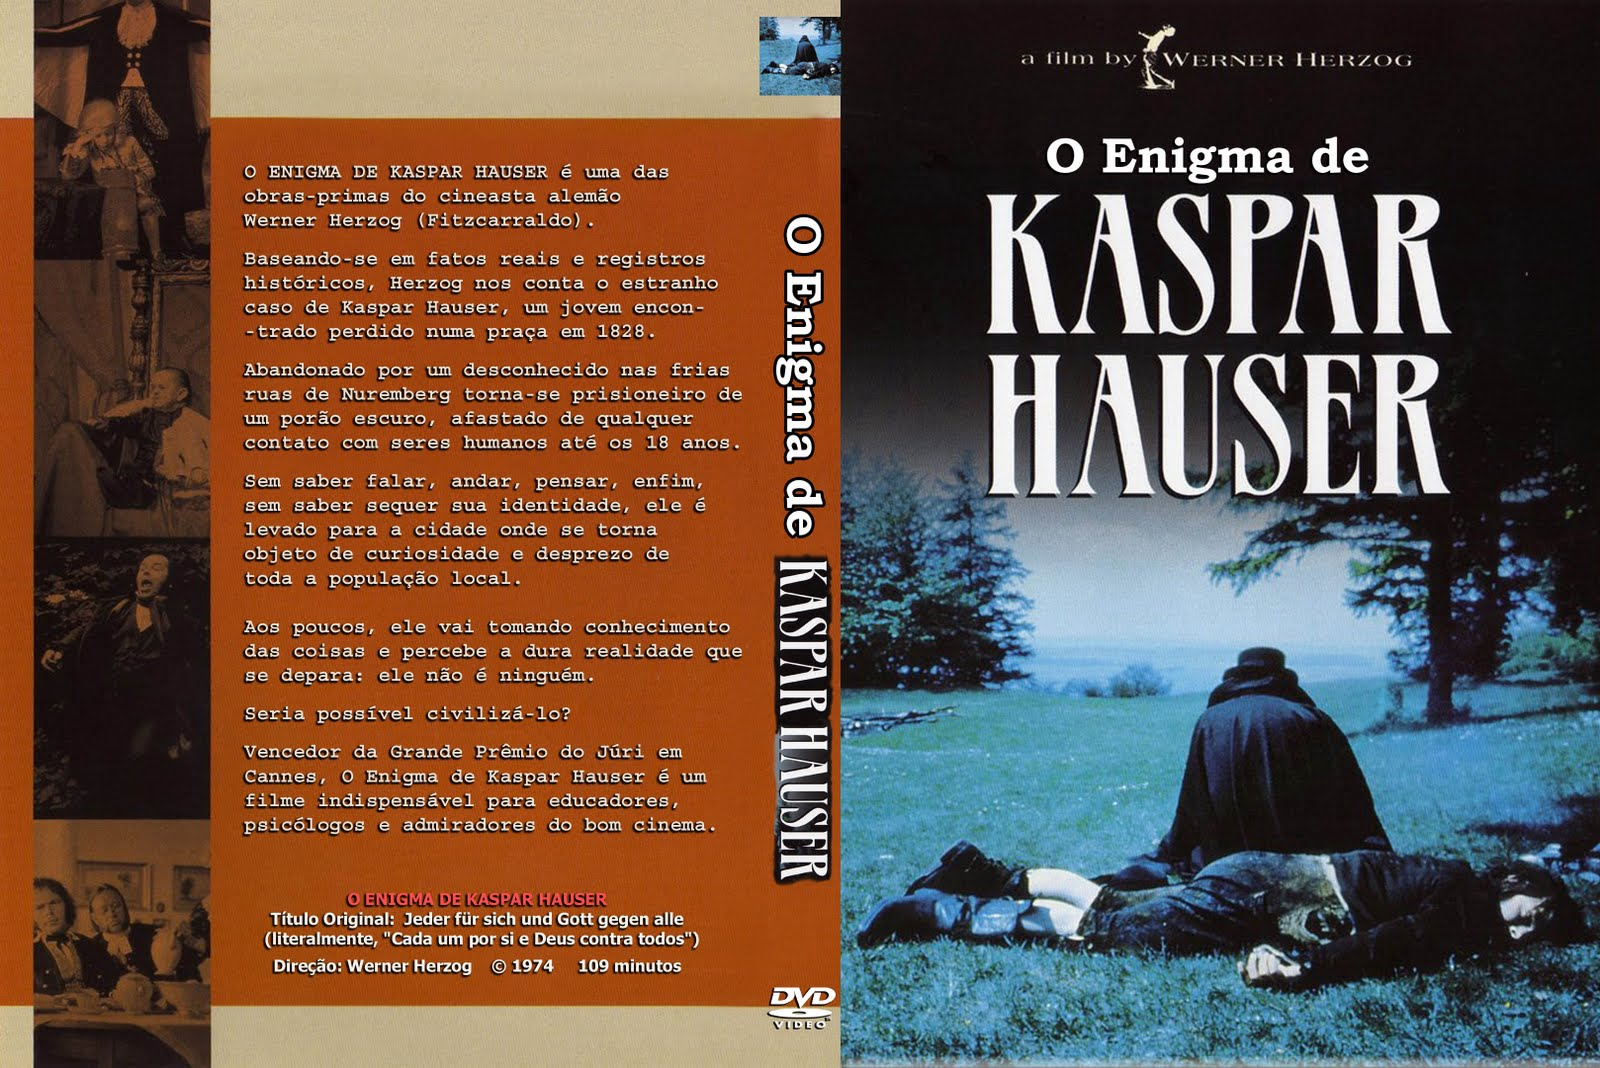 O ENIGMA DE KASPAR HAUSER é uma das
obras-primas do cineasta alemão
Werner Herzog (Fitzcarraldo).
Baseando-se em fatos reais e registros
históricos, Herzog nos conta o estranho
caso de Kaspar Hauser, um jovem encon-
-trado perdido numa praça em 1828.
Abandonado por um desconhecido nas frias
ruas de Nuremberg torna-se prisioneiro de
um porão escuro, afastado de qualquer
contato com seres humanos até os 18 anos.
Sem saber falar, andar, pensar, enfim,
sem saber sequer sua identidade, ele é
levado para a cidade onde se torna
objeto de curiosidade e desprezo de
toda a população local.
Aos poucos, ele vai tomando conhecimento
das coisas e percebe a dura realidade que
se depara: ele não é ninguém.
Seria possível civilizá-lo?
Vencedor da Grande Prêmio do Júri em
Cannes, O Enigma de Kaspar Hauser é um
filme indispensável para educadores,
psicólogos e admiradores do bom cinema.
O ENIGMA DE KASPAR HAUSER
Título Original: Jeder für sich und Gott gegen alle
(literalmente, "Cada um por si e Deus contra todos")
Direção: Werner Herzog © 1974 109 minutos
O Enigma de KASPAR HAUSER
DVD
VIDEO
a film by WERNER HERZOG
O Enigma de
KASPAR
HAUSER